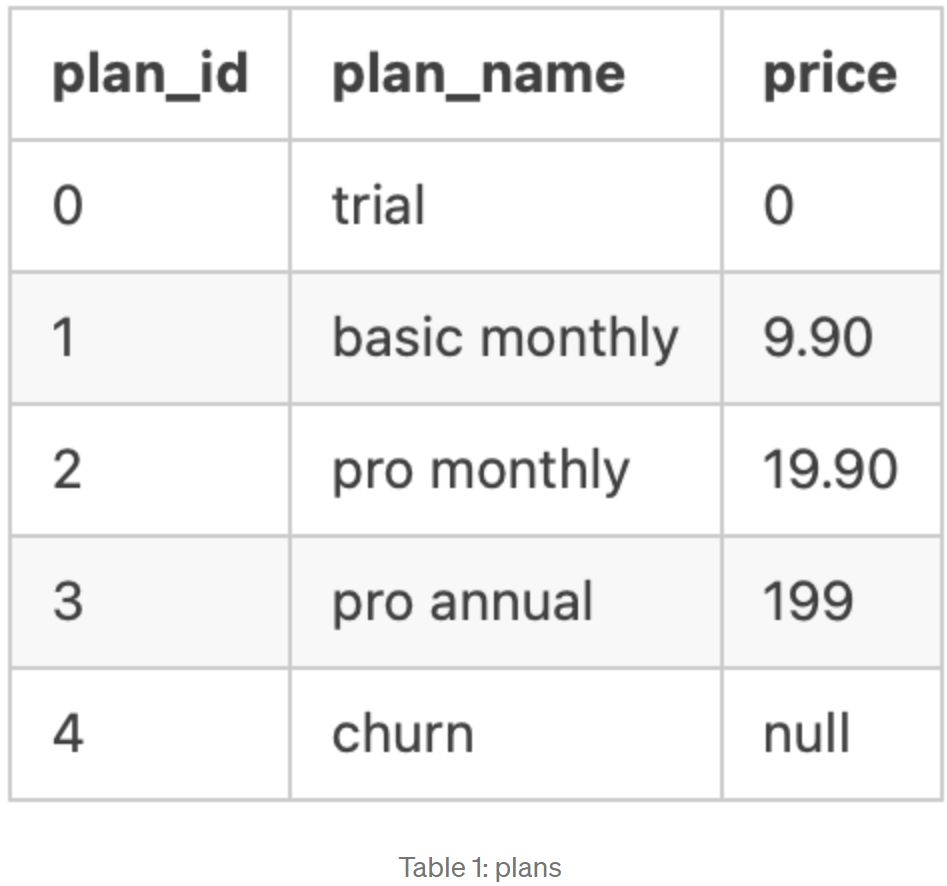 plan_id plan_name price
0 trial 0
1 basic monthly 9.90
2 pro monthly 19.90
3 pro annual 199
4 churn null
Table 1: plans